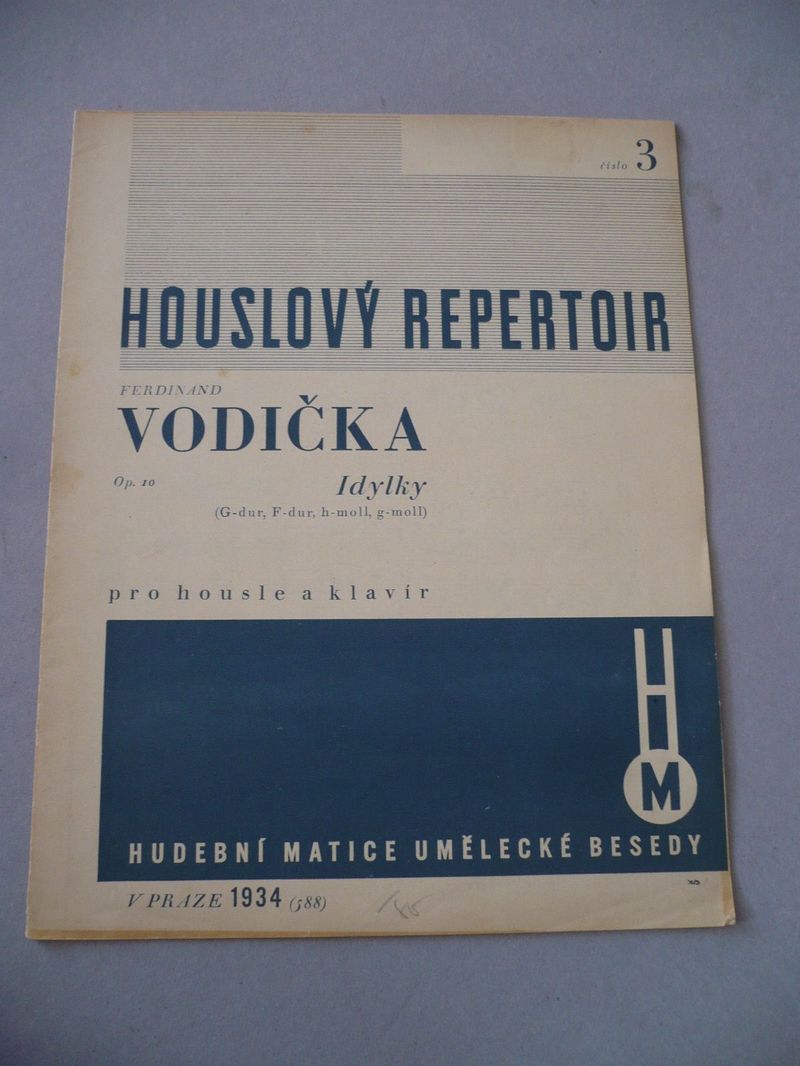 číslo 3
HOUSLOVÝ REPERTOIR
FERDINAND
VODIČKA
Op. 10 Idylky
(G-dur, F-dur, h-moll, g-moll)
pro housle a klavír
H
M
HUDEBNÍ MATICE UMĚLECKÉ BESEDY
V PRAZE 1934 (588)